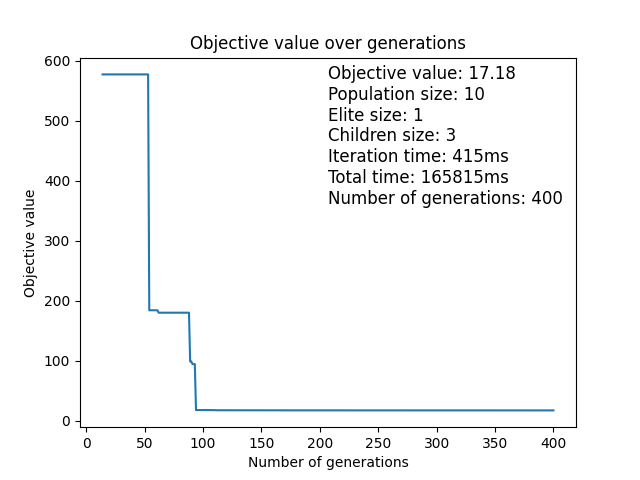 Objective value over generations
Objective value: 17.18
Population size: 10
Elite size: 1
Children size: 3
Iteration time: 415ms
Total time: 165815ms
Number of generations: 400
Objective value
600
500
400
300
200
100
0
0 50 100 150 200 250 300 350 400
Number of generations